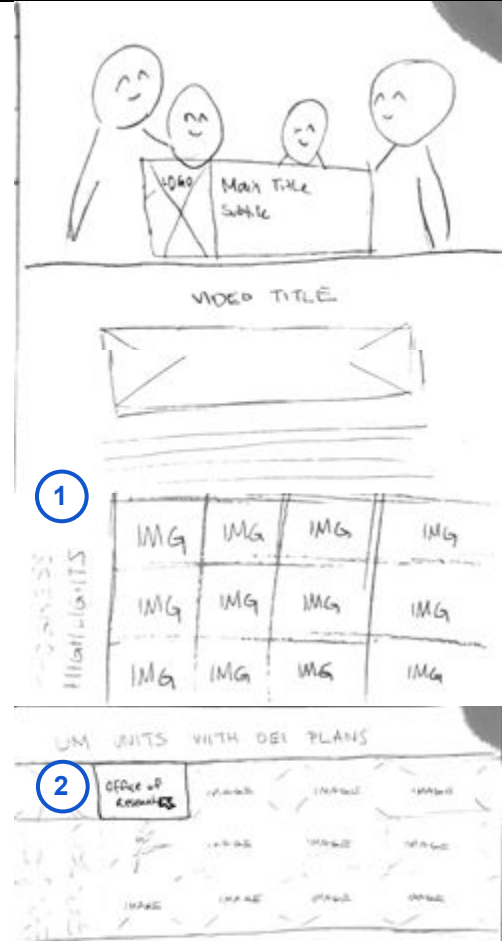 LOGO
Main Title
Subtitle
VIDEO TITLE
1
PROGRESS
HIGHLIGHTS
IMG IMG IMG IMG
IMG IMG IMG IMG
IMG IMG IMG IMG
UM UNITS WITH DEI PLANS
2
Office of
Research
IMAGE IMAGE IMAGE
IMAGE IMAGE IMAGE
IMAGE IMAGE IMAGE IMAGE